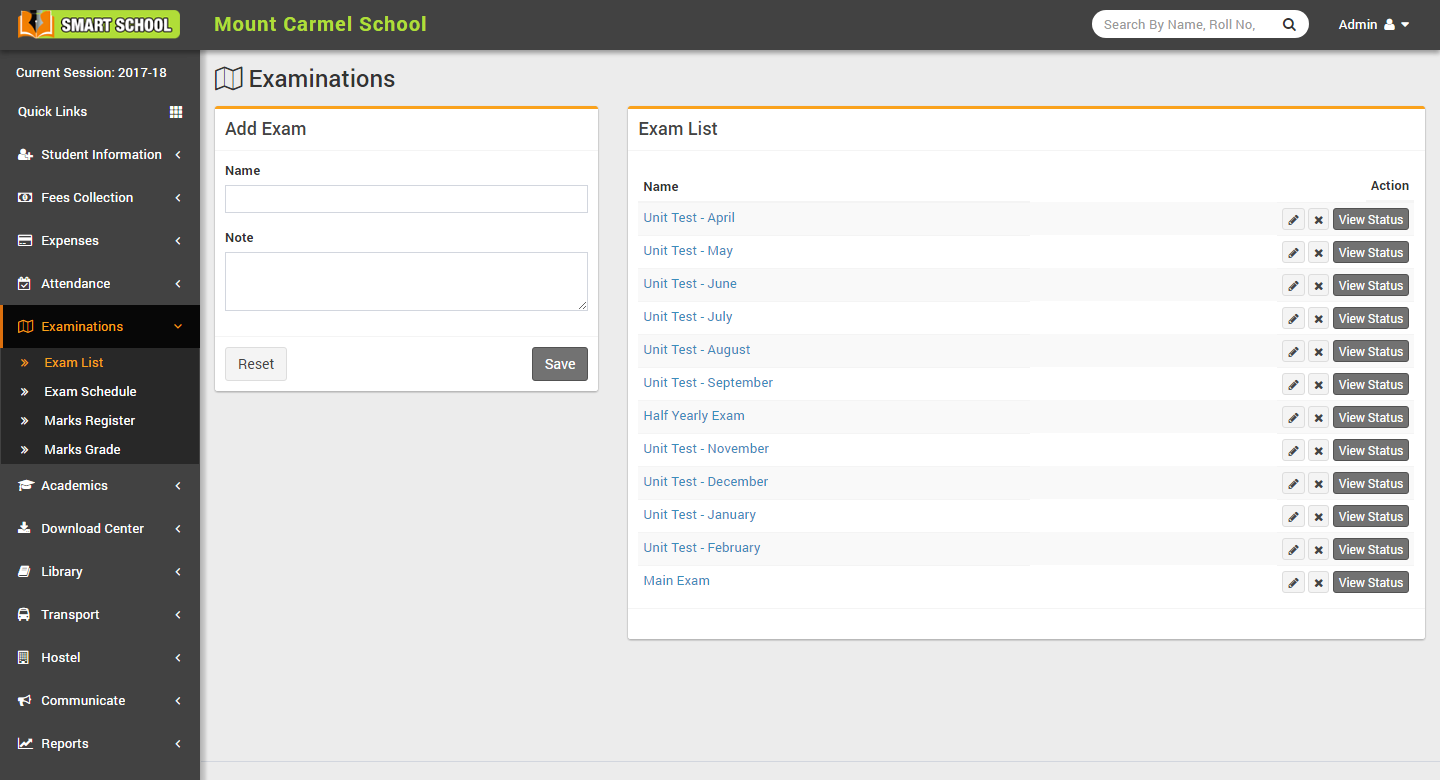 SMART SCHOOL
Mount Carmel School
Search By Name, Roll No,
Admin
Current Session: 2017-18
Quick Links
Student Information
Fees Collection
Expenses
Attendance
Examinations
Exam List
Exam Schedule
Marks Register
Marks Grade
Academics
Download Center
Library
Transport
Hostel
Communicate
Reports
Examinations
Add Exam
Name
Note
Reset Save
Exam List
Name Action
Unit Test - April View Status
Unit Test - May View Status
Unit Test - June View Status
Unit Test - July View Status
Unit Test - August View Status
Unit Test - September View Status
Half Yearly Exam View Status
Unit Test - November View Status
Unit Test - December View Status
Unit Test - January View Status
Unit Test - February View Status
Main Exam View Status